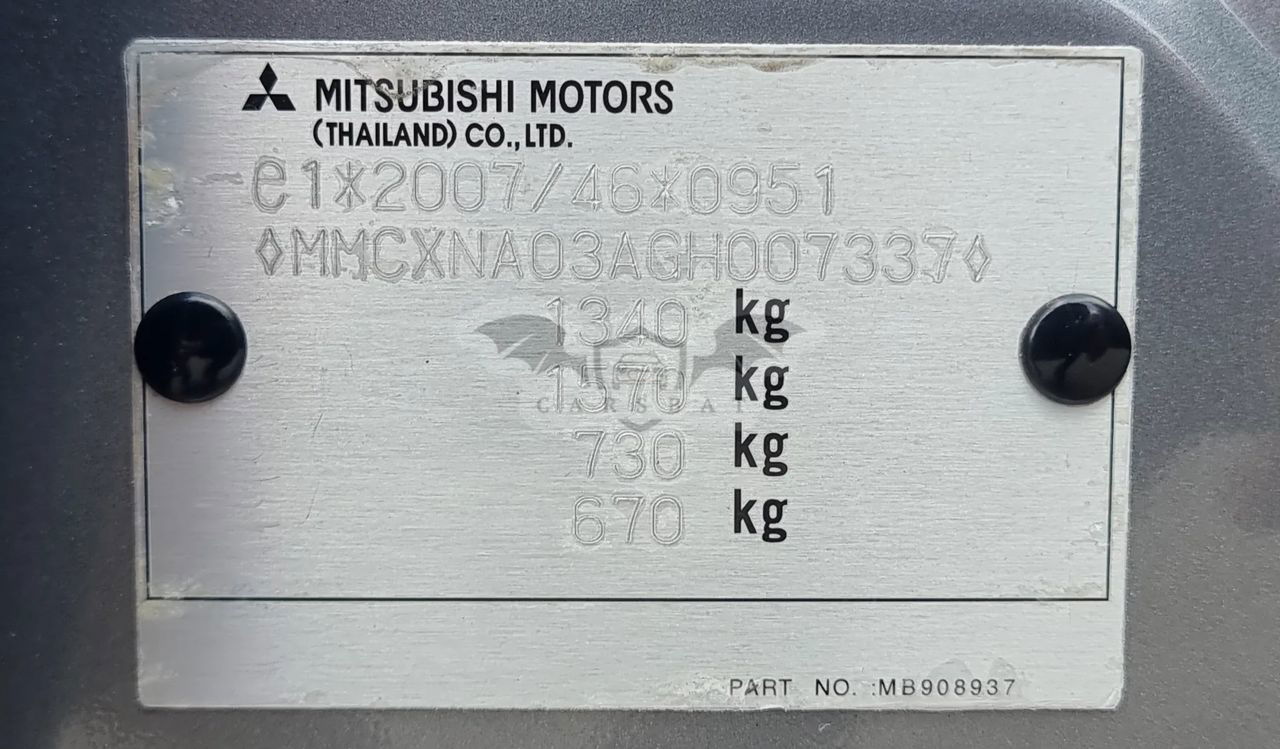 MITSUBISHI MOTORS
(THAILAND) CO.,LTD.
e1*2007/46*0951
◊MMCXNA03AGH007337◊
1340 kg
1570 kg
730 kg
670 kg
PART NO. :MB908937